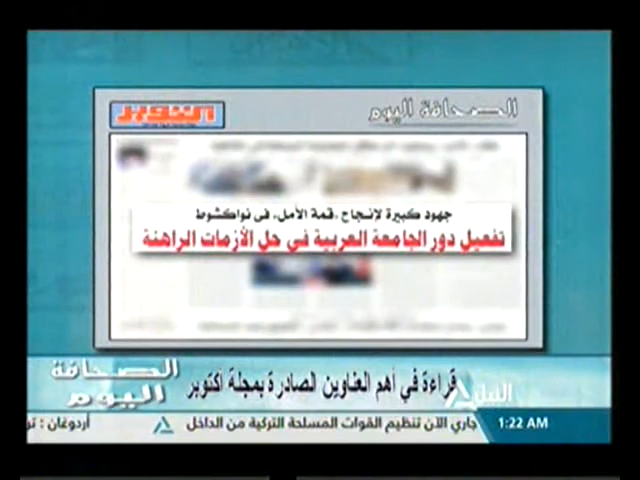 الصحافة اليوم
جهود كبيرة لإنجاح «قمة الأمل» فى نواكشوط
تفعيل دور الجامعة العربية في حل الأزمات الراهنة
الصحافة اليوم
قراءة في أهم العناوين الصادرة بمجلة أكتوبر
النيل
1:22 AM
جاري الآن تنظيم القوات المسلحة التركية من الداخل
أردوغان: